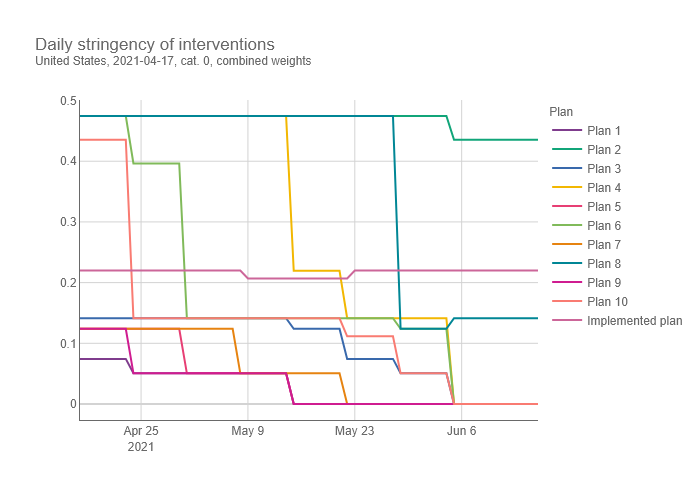 Daily stringency of interventions
United States, 2021-04-17, cat. 0, combined weights
0.5
0.4
0.3
0.2
0.1
0
Apr 25
2021
May 9
May 23
Jun 6
Plan
Plan 1
Plan 2
Plan 3
Plan 4
Plan 5
Plan 6
Plan 7
Plan 8
Plan 9
Plan 10
Implemented plan